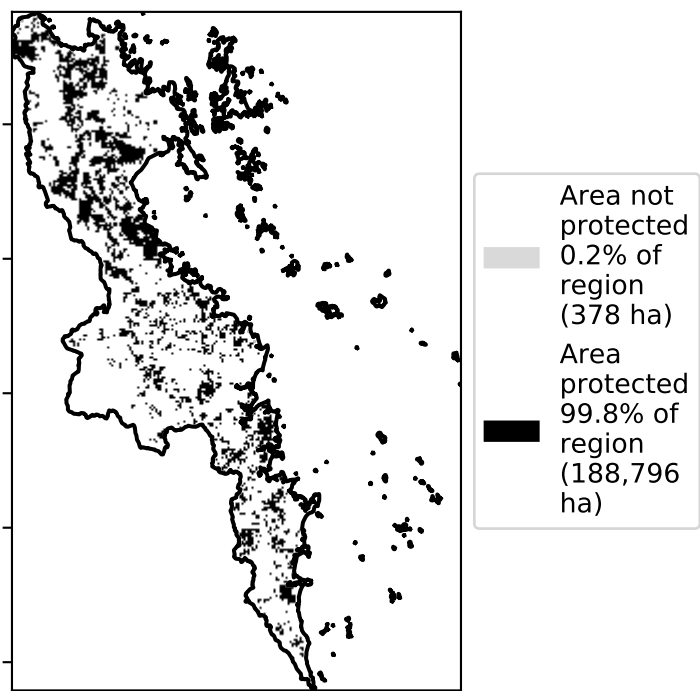 Area not
protected
0.2% of
region
(378 ha)
Area
protected
99.8% of
region
(188,796
ha)